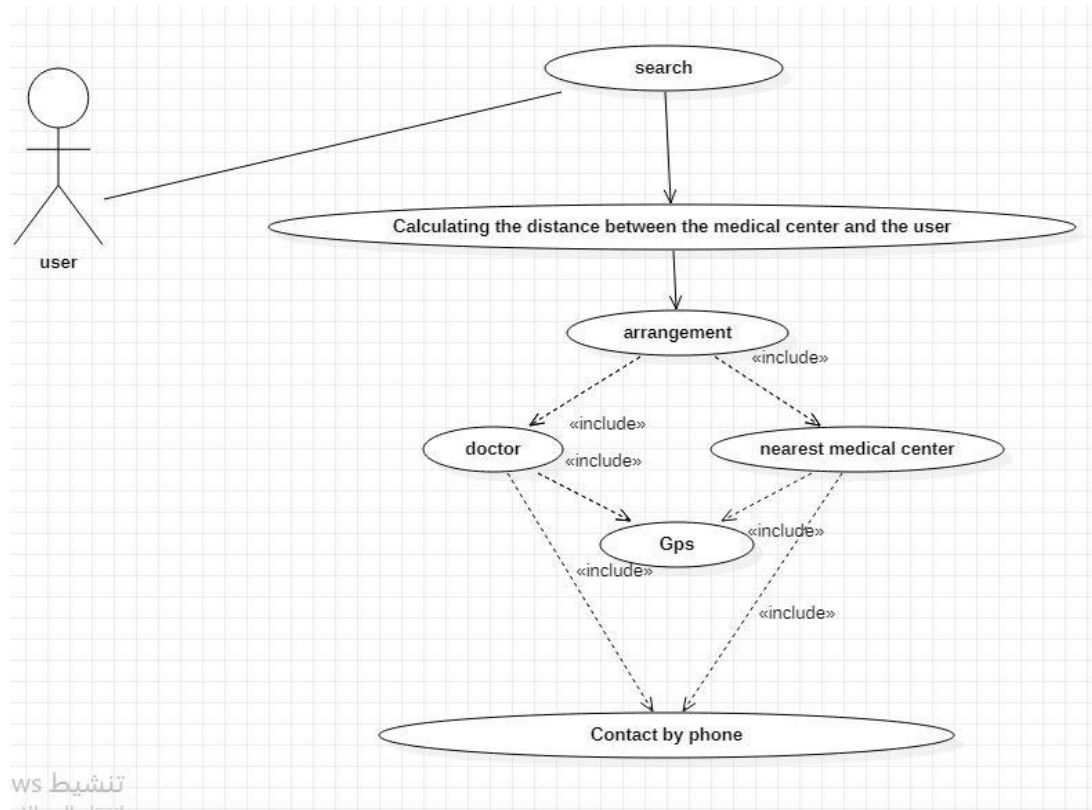 search
Calculating the distance between the medical center and the user
user
arrangement
«include»
«include»
doctor
«include»
nearest medical center
«include»
Gps
«include»
«include»
Contact by phone
تنشيط ws